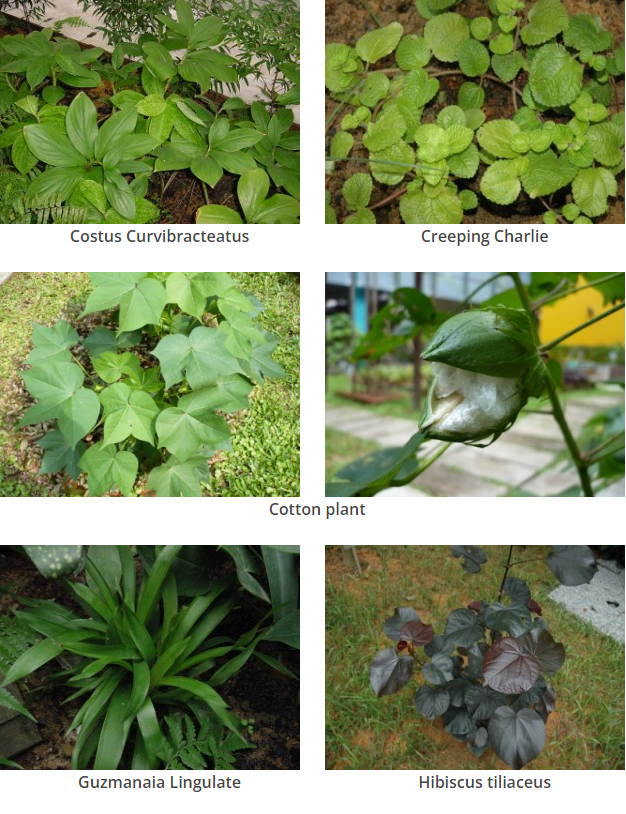 Costus Curvibracteatus
Creeping Charlie
Cotton plant
Guzmanaia Lingulate
Hibiscus tiliaceus